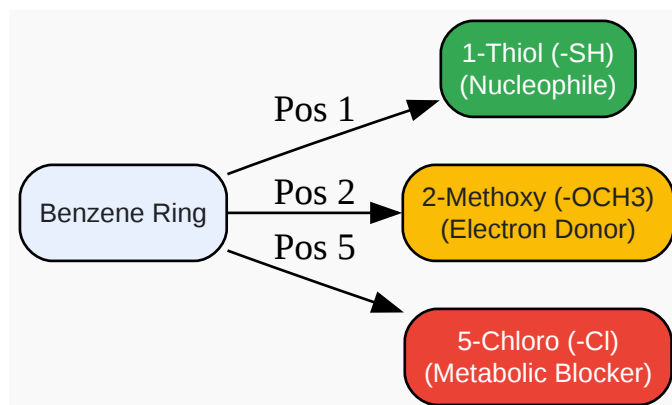 1-Thiol (-SH)
(Nucleophile)
Pos 1
Benzene Ring
Pos 2
2-Methoxy (-OCH3)
(Electron Donor)
Pos 5
5-Chloro (-Cl)
(Metabolic Blocker)